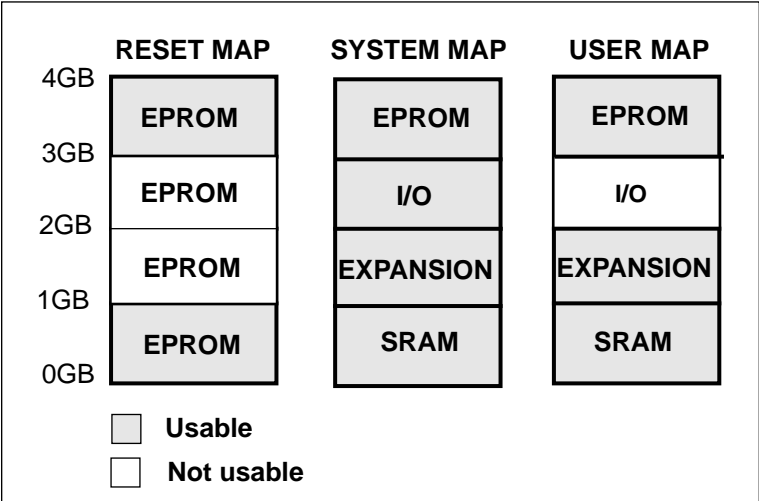 RESET MAP SYSTEM MAP USER MAP
4GB
EPROM EPROM EPROM
3GB
EPROM I/O I/O
2GB
EPROM EXPANSION EXPANSION
1GB
EPROM SRAM SRAM
0GB
Usable
Not usable